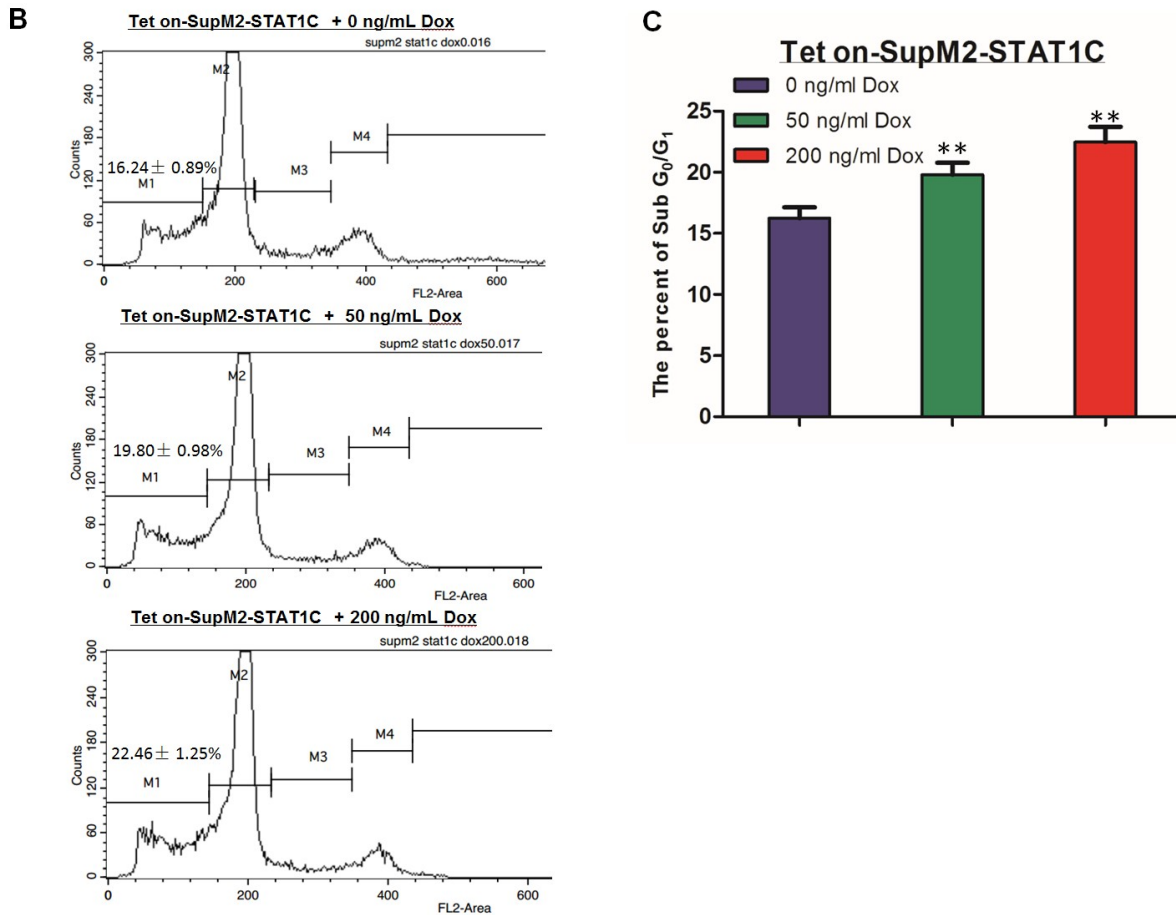 B
Tet on-SupM2-STAT1C + 0 ng/mL Dox
supm2 stat1c dox0.016
300
240
180
120
60
0
Counts
M2
M4
16.24± 0.89%
M1
M3
0 200 400 600
FL2-Area
Tet on-SupM2-STAT1C + 50 ng/mL Dox
supm2 stat1c dox50.017
300
240
180
120
60
0
Counts
M2
M4
19.80± 0.98%
M1
M3
0 200 400 600
FL2-Area
Tet on-SupM2-STAT1C + 200 ng/mL Dox
supm2 stat1c dox200.018
300
240
180
120
60
0
Counts
M2
M4
22.46± 1.25%
M1
M3
0 200 400 600
FL2-Area
C
Tet on-SupM2-STAT1C
0 ng/ml Dox
50 ng/ml Dox
200 ng/ml Dox
The percent of Sub G0/G1
25
20
15
10
5
0
**
**